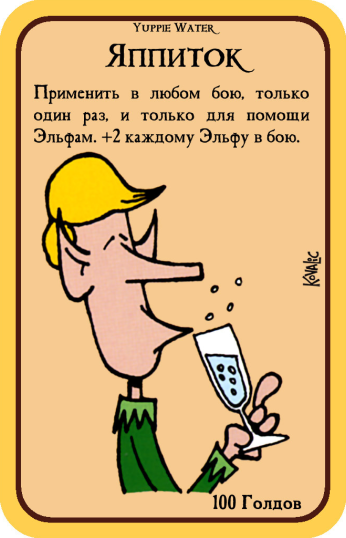 Yuppie Water
Яппиток
Применить в любом бою, только
один раз, и только для помощи
Эльфам. +2 каждому Эльфу в бою.
Kovalic
100 Голдов